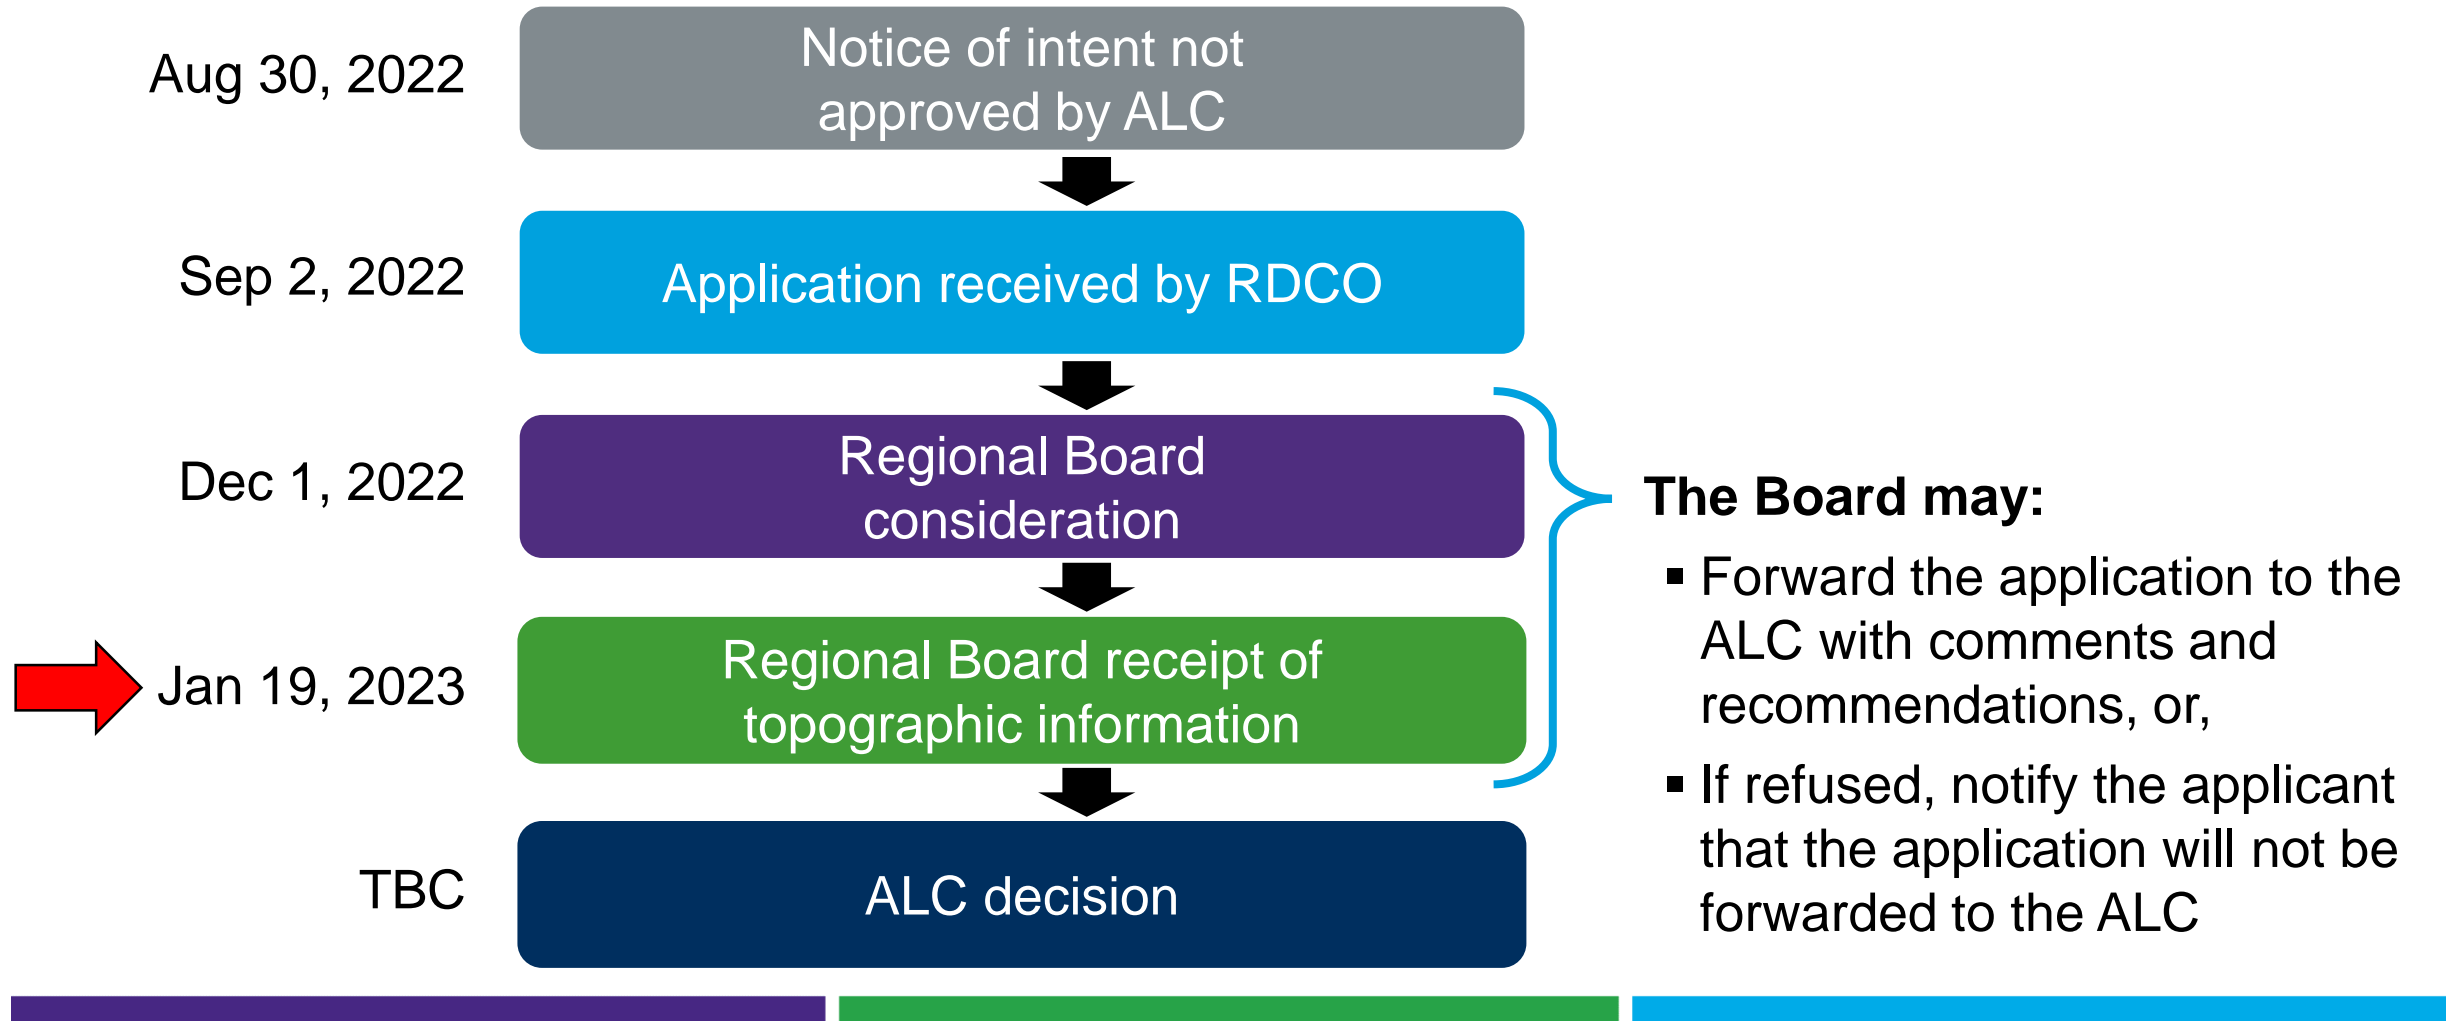 Aug 30, 2022
Notice of intent not
approved by ALC
Sep 2, 2022
Application received by RDCO
Dec 1, 2022
Regional Board
consideration
Jan 19, 2023
Regional Board receipt of
topographic information
TBC
ALC decision
The Board may:
▪ Forward the application to the
ALC with comments and
recommendations, or,
▪ If refused, notify the applicant
that the application will not be
forwarded to the ALC